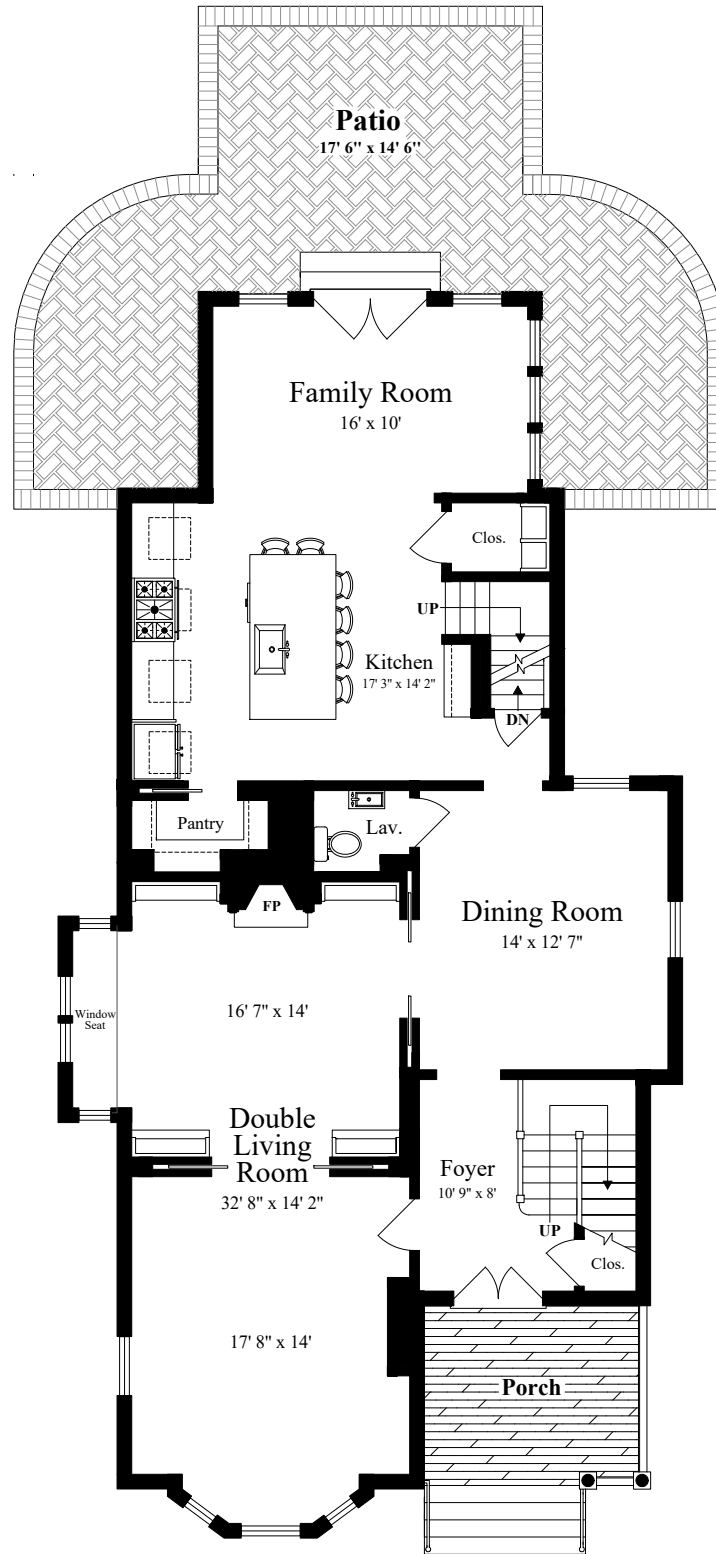 Patio
17' 6" x 14' 6"
Family Room
16' x 10'
Clos.
UP
Kitchen
17' 3" x 14' 2"
DN
Pantry
Lav.
FP
Dining Room
14' x 12' 7"
16' 7" x 14'
Window
Seat
Double
Living
Room
32' 8" x 14' 2"
Foyer
10' 9" x 8'
UP
Clos.
17' 8" x 14'
Porch